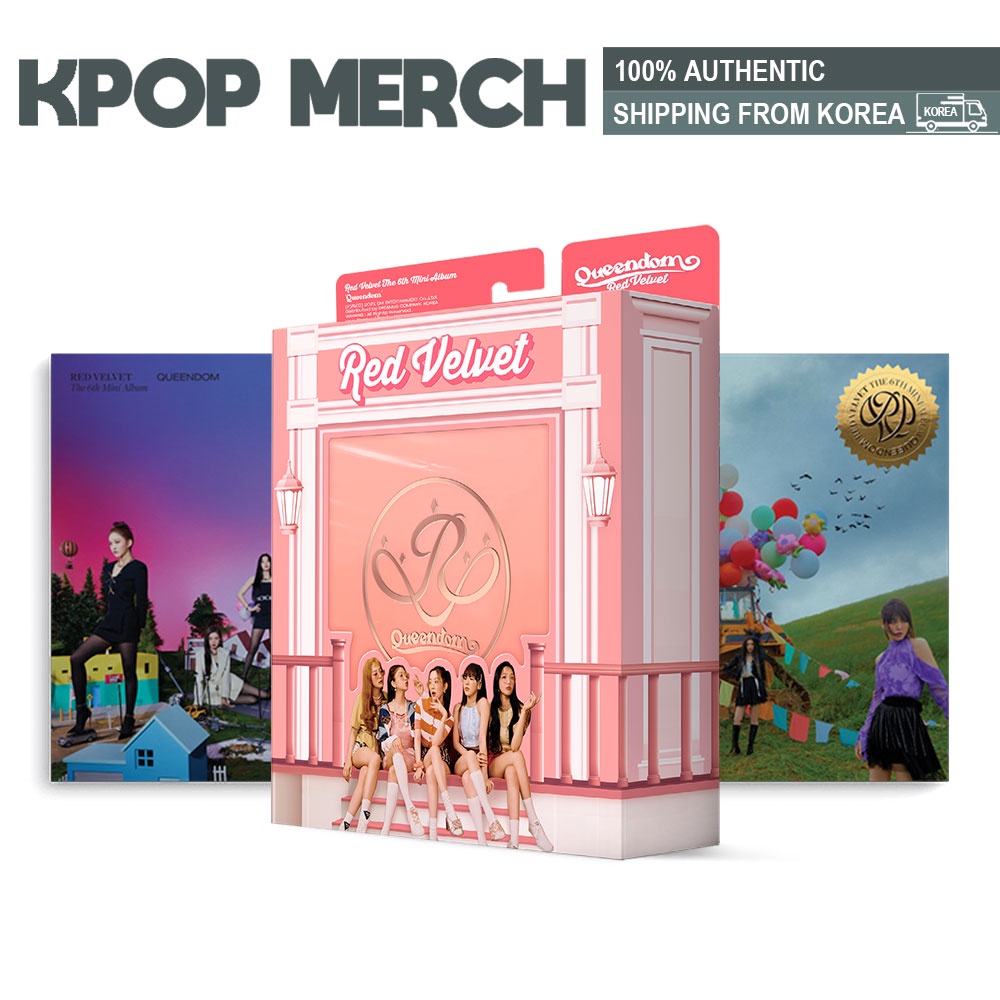 KPOP MERCH
100% AUTHENTIC
SHIPPING FROM KOREA
KOREA
Red Velvet The 6th Mini Album
Queendom
Queendom
Red Velvet
Red Velvet
RED VELVET
The 6th Mini Album
QUEENDOM
Queendom